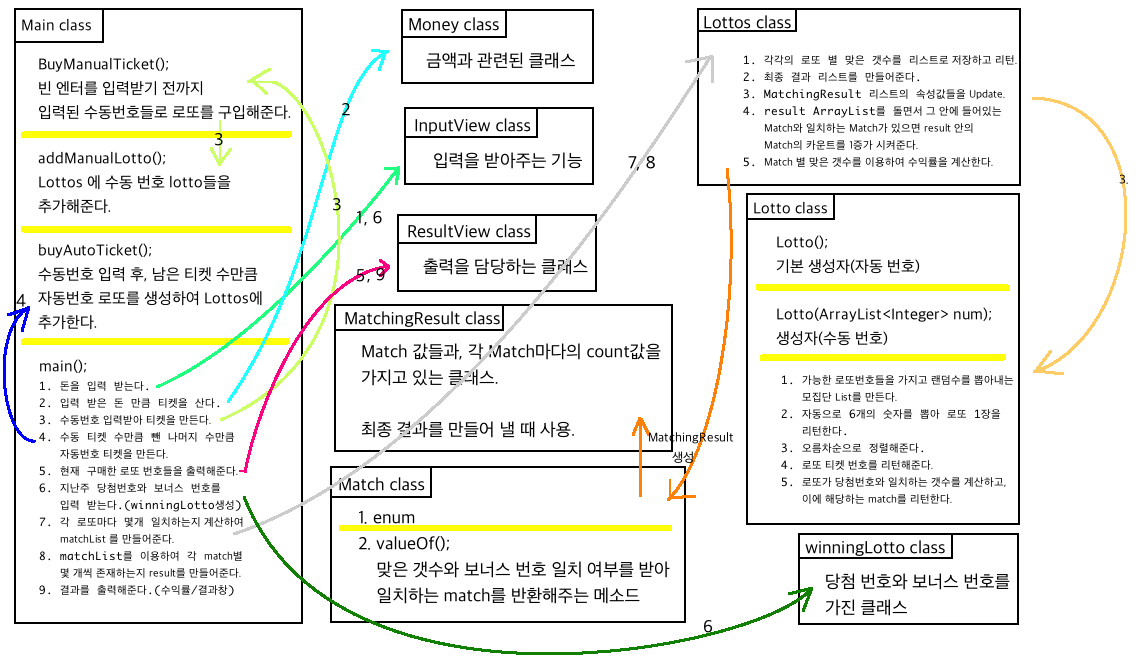 Main class
BuyManualTicket();
빈 엔터를 입력받기 전까지
입력된 수동번호들로 로또를 구입해준다.
3
addManualLotto();
Lottos 에 수동 번호 lotto들을
추가해준다.
buyAutoTicket();
수동번호 입력 후, 남은 티켓 수만큼
자동번호 로또를 생성하여 Lottos에
추가한다.
4
main();
1. 돈을 입력 받는다.
2. 입력 받은 돈 만큼 티켓을 산다.
3. 수동번호 입력받아 티켓을 만든다.
4. 수동 티켓 수만큼 뺀 나머지 수만큼
자동번호 티켓을 만든다.
5. 현재 구매한 로또 번호들을 출력해준다.
6. 지난주 당첨번호와 보너스 번호를
입력 받는다.(winningLotto생성)
7. 각 로또마다 몇개 일치하는지 계산하여
matchList 를 만들어준다.
8. matchList를 이용하여 각 match별
몇 개씩 존재하는지 result를 만들어준다.
9. 결과를 출력해준다.(수익률/결과창)
2
3
1, 6
5, 9
7, 8
6
Money class
금액과 관련된 클래스
InputView class
입력을 받아주는 기능
ResultView class
출력을 담당하는 클래스
MatchingResult class
Match 값들과, 각 Match마다의 count값을
가지고 있는 클래스.
최종 결과를 만들어 낼 때 사용.
MatchingResult
생성
Match class
1. enum
2. valueOf();
맞은 갯수와 보너스 번호 일치 여부를 받아
일치하는 match를 반환해주는 메소드
Lottos class
1. 각각의 로또 별 맞은 갯수를 리스트로 저장하고 리턴.
2. 최종 결과 리스트를 만들어준다.
3. MatchingResult 리스트의 속성값들을 Update.
4. result ArrayList를 돌면서 그 안에 들어있는
Match와 일치하는 Match가 있으면 result 안의
Match의 카운트를 1증가 시켜준다.
5. Match 별 맞은 갯수를 이용하여 수익률을 계산한다.
3.
Lotto class
Lotto();
기본 생성자(자동 번호)
Lotto(ArrayList<Integer> num);
생성자(수동 번호)
1. 가능한 로또번호들을 가지고 랜덤수를 뽑아내는
모집단 List를 만든다.
2. 자동으로 6개의 숫자를 뽑아 로또 1장을
리턴한다.
3. 오름차순으로 정렬해준다.
4. 로또 티켓 번호를 리턴해준다.
5. 로또가 당첨번호와 일치하는 갯수를 계산하고,
이에 해당하는 match를 리턴한다.
winningLotto class
당첨 번호와 보너스 번호를
가진 클래스